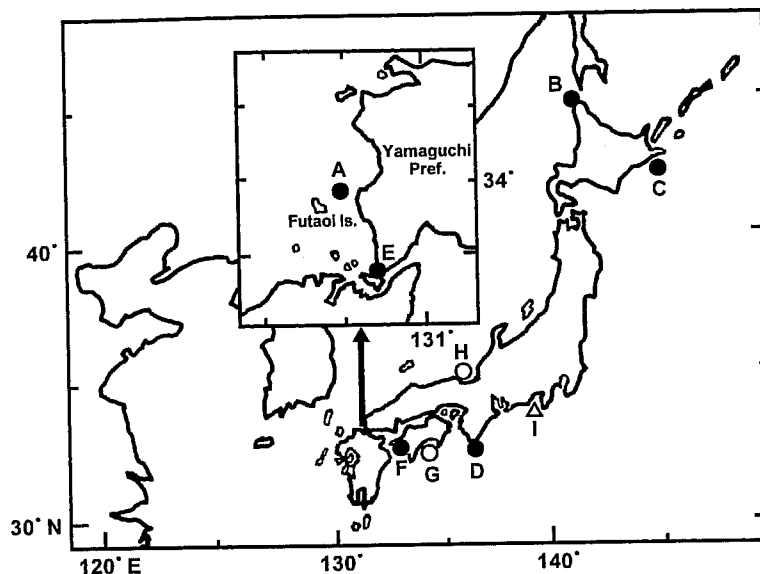 B
Yamaguchi
Pref.
A
34°
C
Futaoi Is.
E
40°
131°
H
I
F
G
D
30° N
120° E
130°
140°